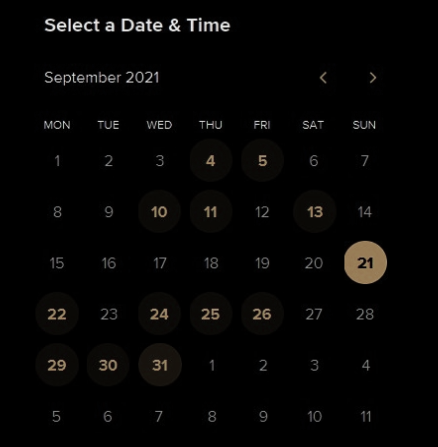 Select a Date & Time
September 2021
MON TUE WED THU FRI SAT SUN
1 2 3 4 5 6 7
8 9 10 11 12 13 14
15 16 17 18 19 20 21
22 23 24 25 26 27 28
29 30 31 1 2 3 4
5 6 7 8 9 10 11